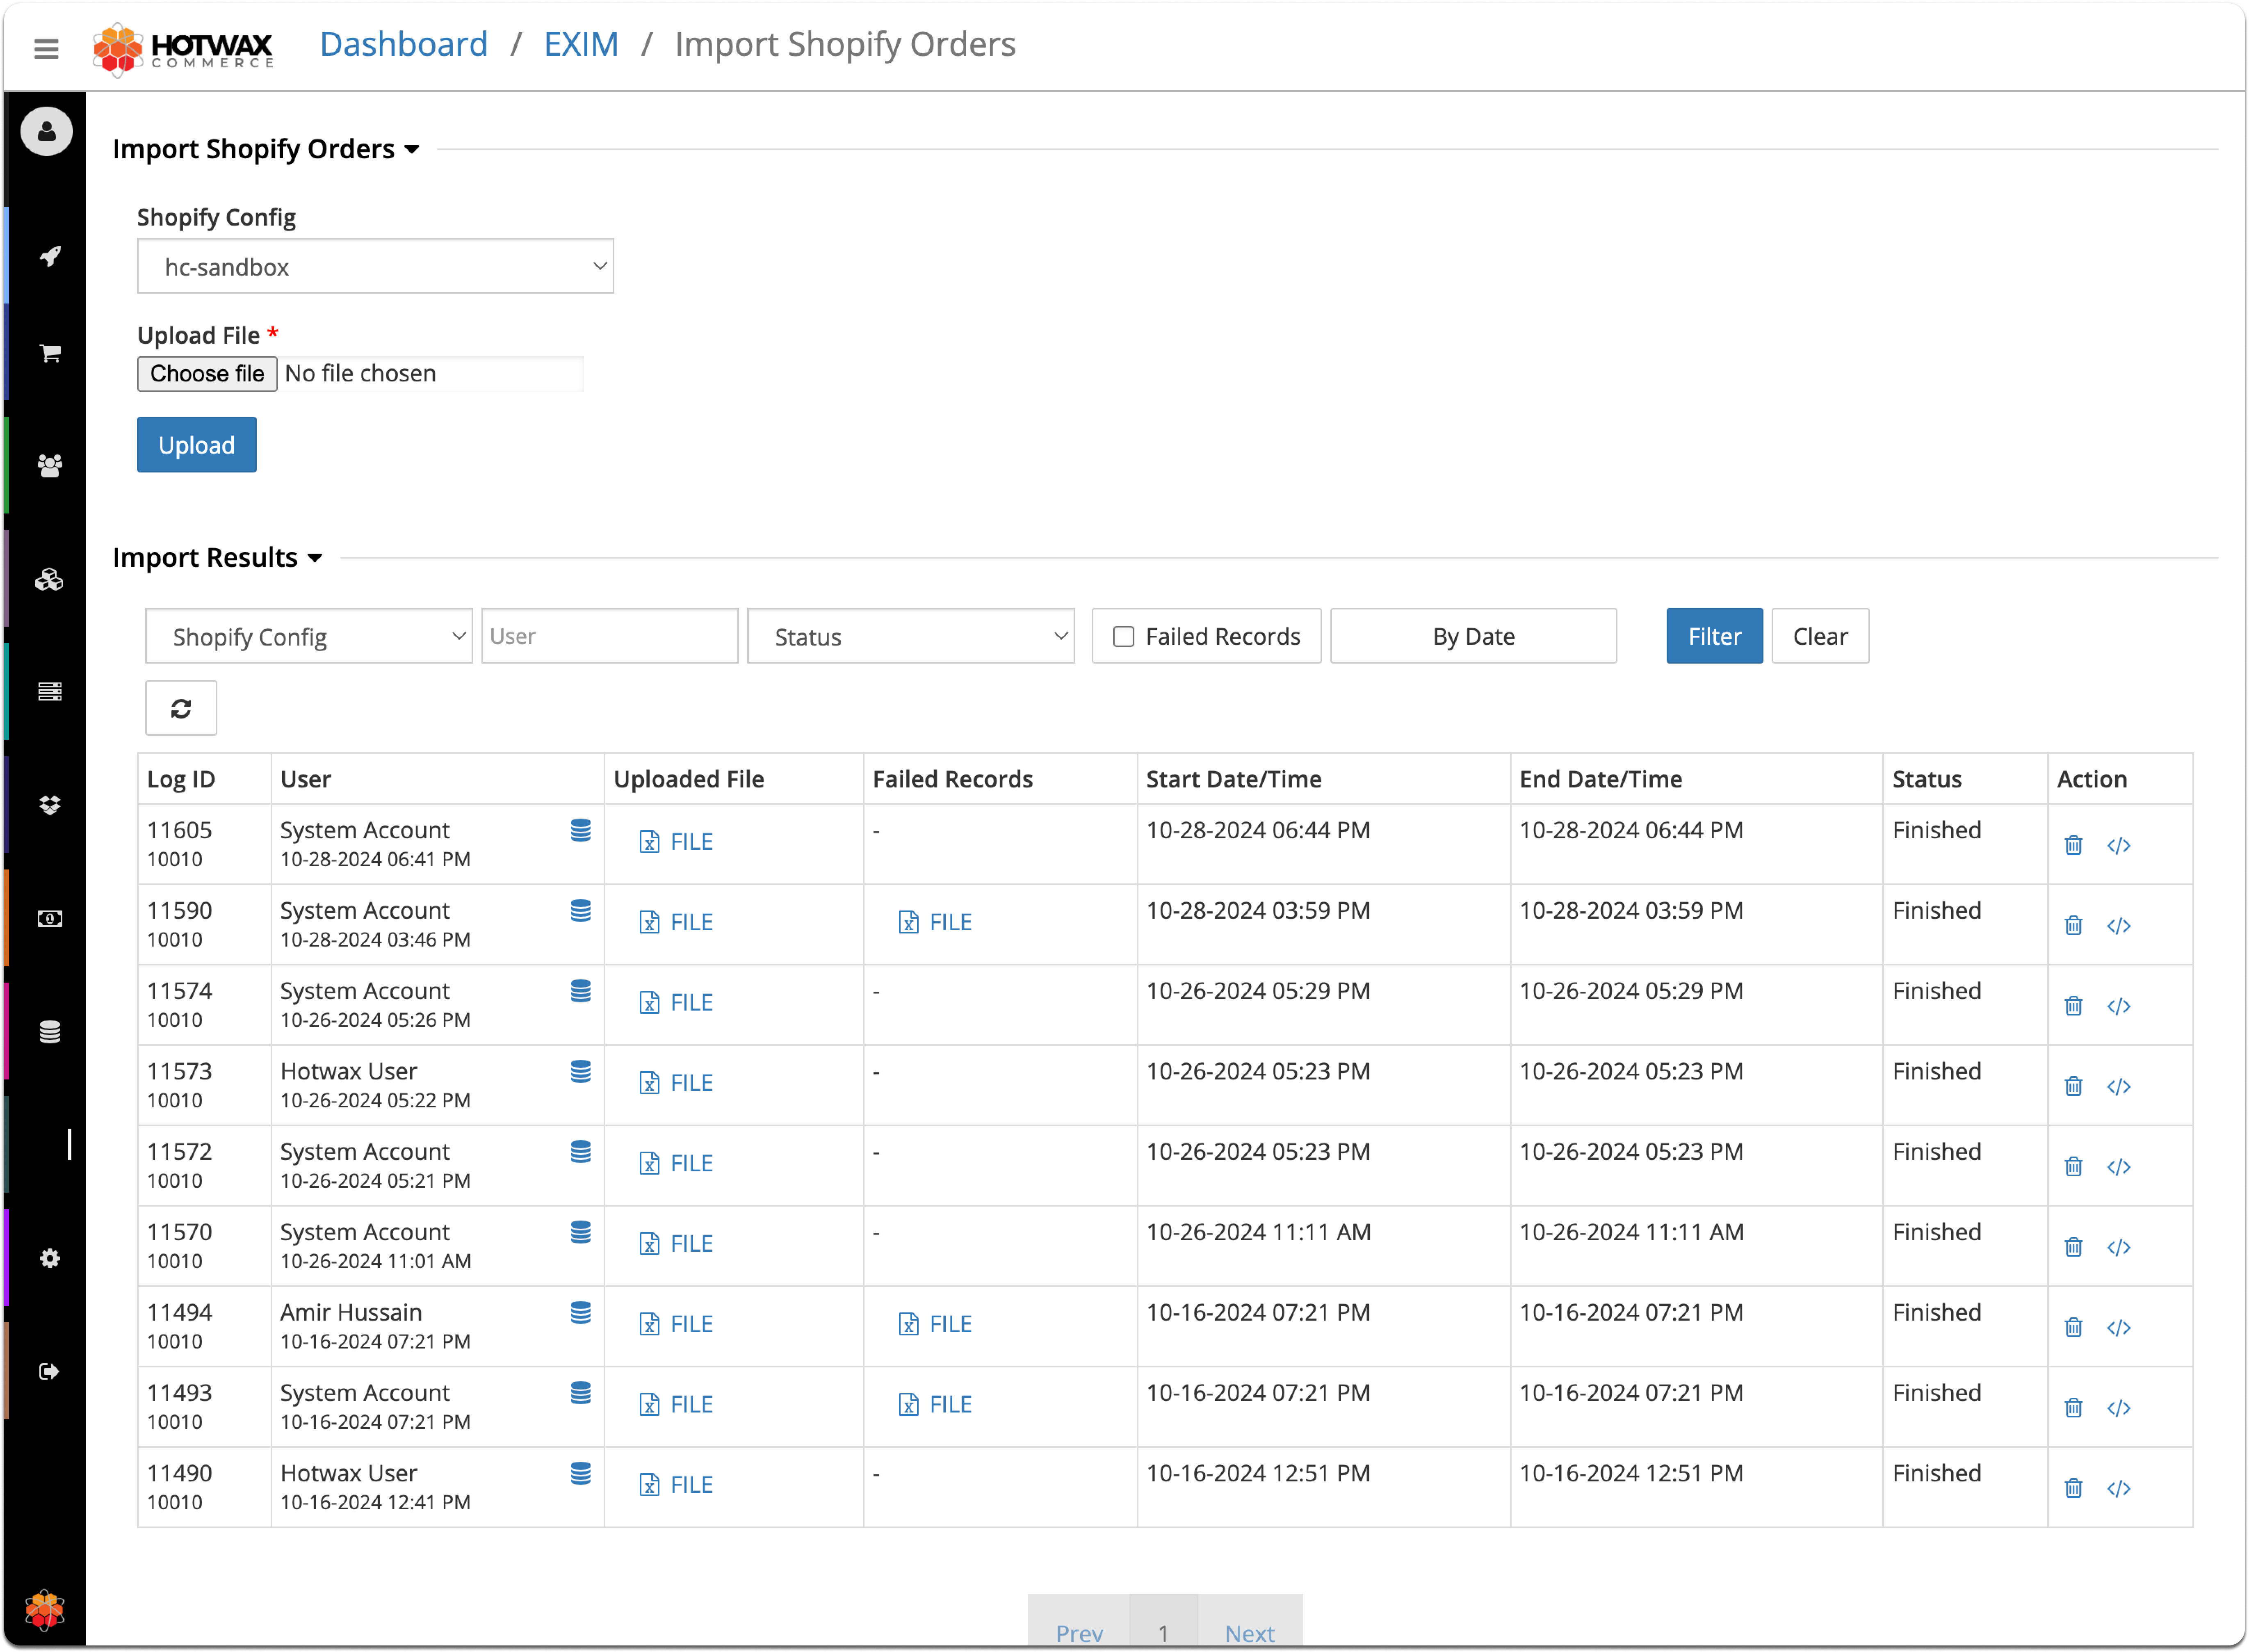 HOTWAX
COMMERCE
Dashboard / EXIM / Import Shopify Orders
Import Shopify Orders
Shopify Config
hc-sandbox
Upload File *
Choose file No file chosen
Upload
Import Results
Shopify Config User Status Failed Records By Date Filter Clear
Log ID User Uploaded File Failed Records Start Date/Time End Date/Time Status Action
11605 System Account FILE - 10-28-2024 06:44 PM 10-28-2024 06:44 PM Finished </>
10010 10-28-2024 06:41 PM
11590 System Account FILE FILE 10-28-2024 03:59 PM 10-28-2024 03:59 PM Finished </>
10010 10-28-2024 03:46 PM
11574 System Account FILE - 10-26-2024 05:29 PM 10-26-2024 05:29 PM Finished </>
10010 10-26-2024 05:26 PM
11573 Hotwax User FILE - 10-26-2024 05:23 PM 10-26-2024 05:23 PM Finished </>
10010 10-26-2024 05:22 PM
11572 System Account FILE - 10-26-2024 05:23 PM 10-26-2024 05:23 PM Finished </>
10010 10-26-2024 05:21 PM
11570 System Account FILE - 10-26-2024 11:11 AM 10-26-2024 11:11 AM Finished </>
10010 10-26-2024 11:01 AM
11494 Amir Hussain FILE FILE 10-16-2024 07:21 PM 10-16-2024 07:21 PM Finished </>
10010 10-16-2024 07:21 PM
11493 System Account FILE FILE 10-16-2024 07:21 PM 10-16-2024 07:21 PM Finished </>
10010 10-16-2024 07:21 PM
11490 Hotwax User FILE - 10-16-2024 12:51 PM 10-16-2024 12:51 PM Finished </>
10010 10-16-2024 12:41 PM
Prev 1 Next